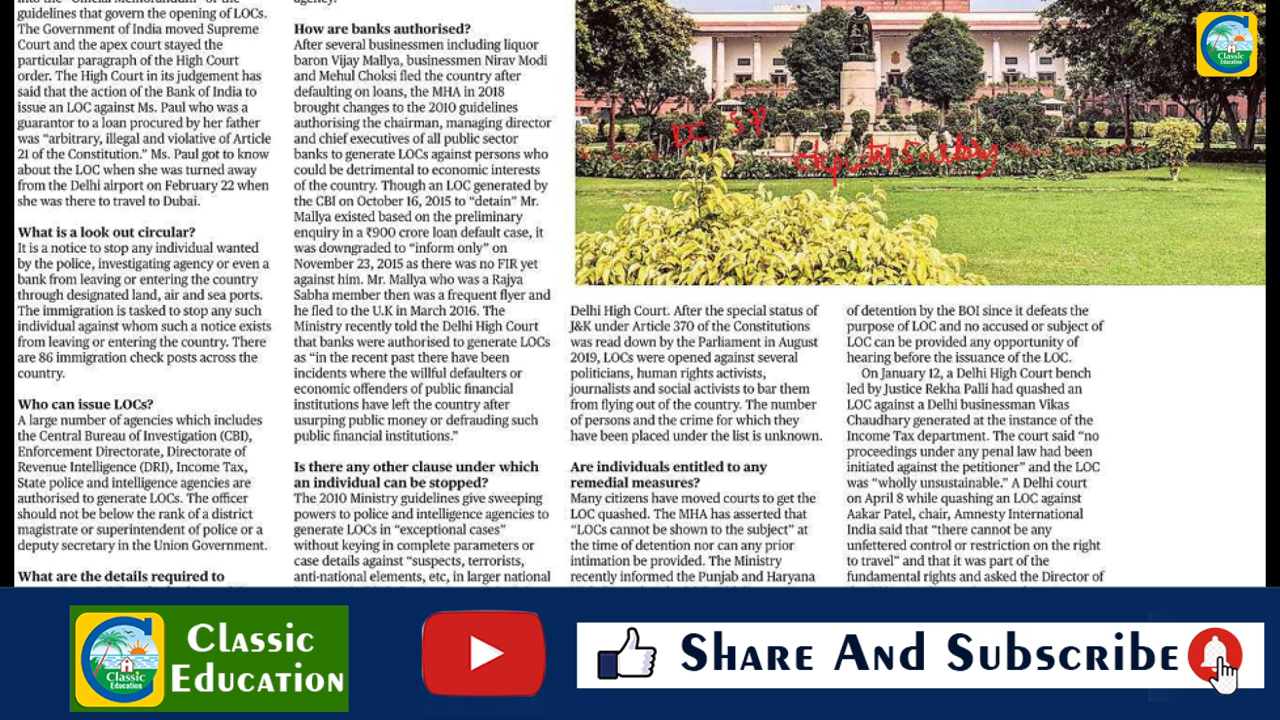 guidelines that govern the opening of LOCs.
The Government of India moved Supreme
Court and the apex court stayed the
particular paragraph of the High Court
order. The High Court in its judgement has
said that the action of the Bank of India to
issue an LOC against Ms. Paul who was a
guarantor to a loan procured by her father
was “arbitrary, illegal and violative of Article
21 of the Constitution.” Ms. Paul got to know
about the LOC when she was turned away
from the Delhi airport on February 22 when
she was there to travel to Dubai.
What is a look out circular?
It is a notice to stop any individual wanted
by the police, investigating agency or even a
bank from leaving or entering the country
through designated land, air and sea ports.
The immigration is tasked to stop any such
individual against whom such a notice exists
from leaving or entering the country. There
are 86 immigration check posts across the
country.
Who can issue LOCs?
A large number of agencies which includes
the Central Bureau of Investigation (CBI),
Enforcement Directorate, Directorate of
Revenue Intelligence (DRI), Income Tax,
State police and intelligence agencies are
authorised to generate LOCs. The officer
should not be below the rank of a district
magistrate or superintendent of police or a
deputy secretary in the Union Government.
What are the details required to
agency.
How are banks authorised?
After several businessmen including liquor
baron Vijay Mallya, businessmen Nirav Modi
and Mehul Choksi fled the country after
defaulting on loans, the MHA in 2018
brought changes to the 2010 guidelines
authorising the chairman, managing director
and chief executives of all public sector
banks to generate LOCs against persons who
could be detrimental to economic interests
of the country. Though an LOC generated by
the CBI on October 16, 2015 to “detain” Mr.
Mallya existed based on the preliminary
enquiry in a ₹900 crore loan default case, it
was downgraded to “inform only” on
November 23, 2015 as there was no FIR yet
against him. Mr. Mallya who was a Rajya
Sabha member then was a frequent flyer and
he fled to the U.K in March 2016. The
Ministry recently told the Delhi High Court
that banks were authorised to generate LOCs
as “in the recent past there have been
incidents where the willful defaulters or
economic offenders of public financial
institutions have left the country after
usurping public money or defrauding such
public financial institutions.”
Is there any other clause under which
an individual can be stopped?
The 2010 Ministry guidelines give sweeping
powers to police and intelligence agencies to
generate LOCs in “exceptional cases”
without keying in complete parameters or
case details against “suspects, terrorists,
anti-national elements, etc, in larger national
SP
Delhi High Court. After the special status of
J&K under Article 370 of the Constitutions
was read down by the Parliament in August
2019, LOCs were opened against several
politicians, human rights activists,
journalists and social activists to bar them
from flying out of the country. The number
of persons and the crime for which they
have been placed under the list is unknown.
Are individuals entitled to any
remedial measures?
Many citizens have moved courts to get the
LOC quashed. The MHA has asserted that
“LOCs cannot be shown to the subject” at
the time of detention nor can any prior
intimation be provided. The Ministry
recently informed the Punjab and Haryana
of detention by the BOI since it defeats the
purpose of LOC and no accused or subject of
LOC can be provided any opportunity of
hearing before the issuance of the LOC.
On January 12, a Delhi High Court bench
led by Justice Rekha Palli had quashed an
LOC against a Delhi businessman Vikas
Chaudhary generated at the instance of the
Income Tax department. The court said “no
proceedings under any penal law had been
initiated against the petitioner” and the LOC
was “wholly unsustainable.” A Delhi court
on April 8 while quashing an LOC against
Aakar Patel, chair, Amnesty International
India said that “there cannot be any
unfettered control or restriction on the right
to travel” and that it was part of the
fundamental rights and asked the Director of
Classic
Education
Classic
Education
Classic
Education
Share And Subscribe